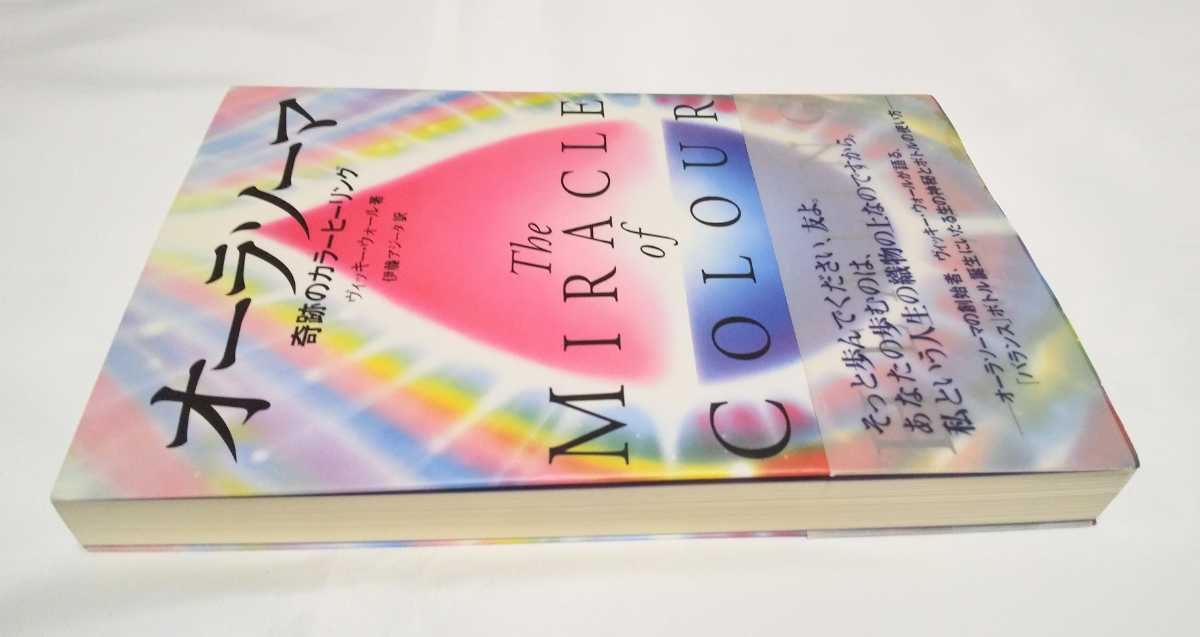 オーラソーマ
奇跡のカラーヒーリング
ヴィッキー・ウォール著
伊藤アジータ訳
The
MIRACLE
of
COLOUR
そっと歩んでください、友よ。
あなたの歩むのは、
私という人生の織物の上なのですから。
―オーラソーマの創始者、ヴィッキー・ウォールが語る、
「バランス」ボトル誕生にいたる生の神秘とボトルの使い方―